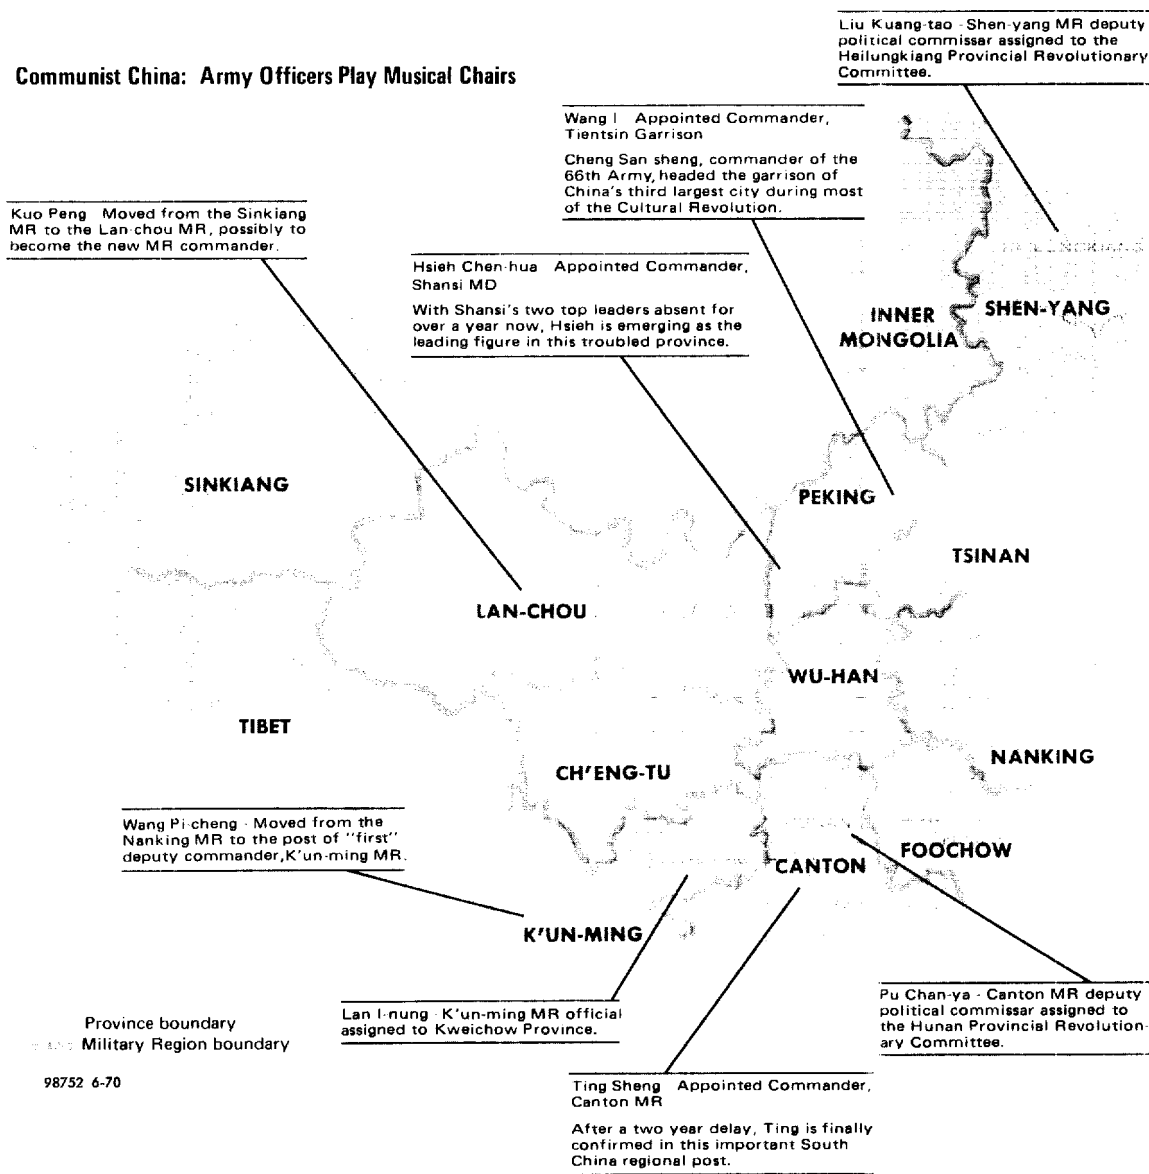 Communist China: Army Officers Play Musical Chairs
Liu Kuang-tao - Shen-yang MR deputy
political commissar assigned to the
Heilungkiang Provincial Revolutionary
Committee.
Wang I Appointed Commander,
Tientsin Garrison
Cheng San sheng, commander of the
66th Army, headed the garrison of
China's third largest city during most
of the Cultural Revolution.
Kuo Peng Moved from the Sinkiang
MR to the Lan-chou MR, possibly to
become the new MR commander.
Hsieh Chen-hua Appointed Commander,
Shansi MD
With Shansi's two top leaders absent for
over a year now, Hsieh is emerging as the
leading figure in this troubled province.
INNER
MONGOLIA
SHEN-YANG
SINKIANG
PEKING
TSINAN
LAN-CHOU
WU-HAN
TIBET
CH'ENG-TU
NANKING
Wang Pi-cheng - Moved from the
Nanking MR to the post of "first"
deputy commander, K'un-ming MR.
CANTON
FOOCHOW
K'UN-MING
Lan I-nung - K'un-ming MR official
assigned to Kweichow Province.
Pu Chan-ya - Canton MR deputy
political commissar assigned to
the Hunan Provincial Revolution-
ary Committee.
Province boundary
Military Region boundary
98752 6-70
Ting Sheng Appointed Commander,
Canton MR
After a two year delay, Ting is finally
confirmed in this important South
China regional post.